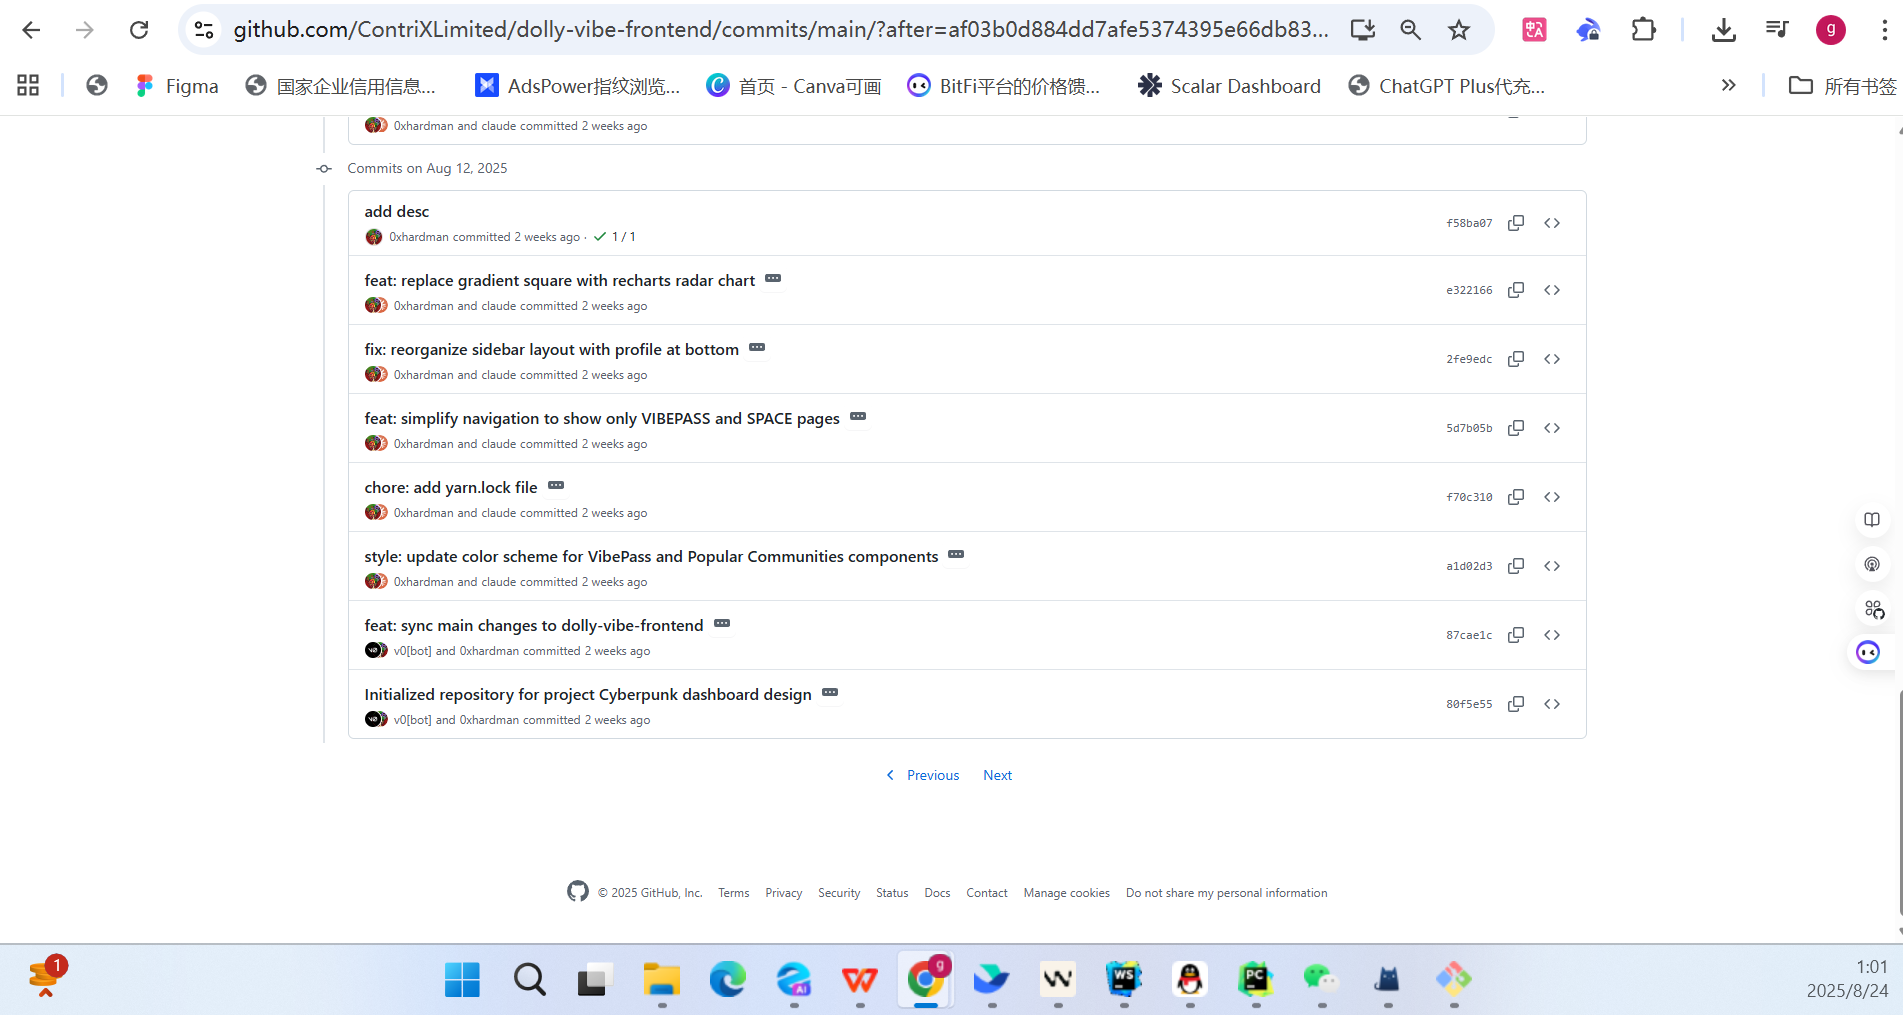 github.com/ContriXLimited/dolly-vibe-frontend/commits/main/?after=af03b0d884dd7afe5374395e66db83...
g
Figma
国家企业信用信息...
AdsPower指纹浏览...
首页 - Canva可画
BitFi平台的价格馈...
Scalar Dashboard
ChatGPT Plus代充...
所有书签
0xhardman and claude committed 2 weeks ago
Commits on Aug 12, 2025
add desc
f58ba07
0xhardman committed 2 weeks ago · 1 / 1
feat: replace gradient square with recharts radar chart
e322166
0xhardman and claude committed 2 weeks ago
fix: reorganize sidebar layout with profile at bottom
2fe9edc
0xhardman and claude committed 2 weeks ago
feat: simplify navigation to show only VIBEPASS and SPACE pages
5d7b05b
0xhardman and claude committed 2 weeks ago
chore: add yarn.lock file
f70c310
0xhardman and claude committed 2 weeks ago
style: update color scheme for VibePass and Popular Communities components
a1d02d3
0xhardman and claude committed 2 weeks ago
feat: sync main changes to dolly-vibe-frontend
87cae1c
v0[bot] and 0xhardman committed 2 weeks ago
Initialized repository for project Cyberpunk dashboard design
80f5e55
v0[bot] and 0xhardman committed 2 weeks ago
Previous
Next
© 2025 GitHub, Inc.
Terms
Privacy
Security
Status
Docs
Contact
Manage cookies
Do not share my personal information
1
AI
g
WS
PC
1:01
2025/8/24